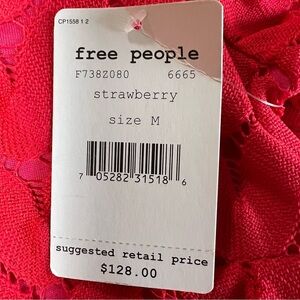 CP1558 1 2
free people
F738Z080 6665
strawberry
size M
7 05282 31518 6
suggested retail price
$128.00